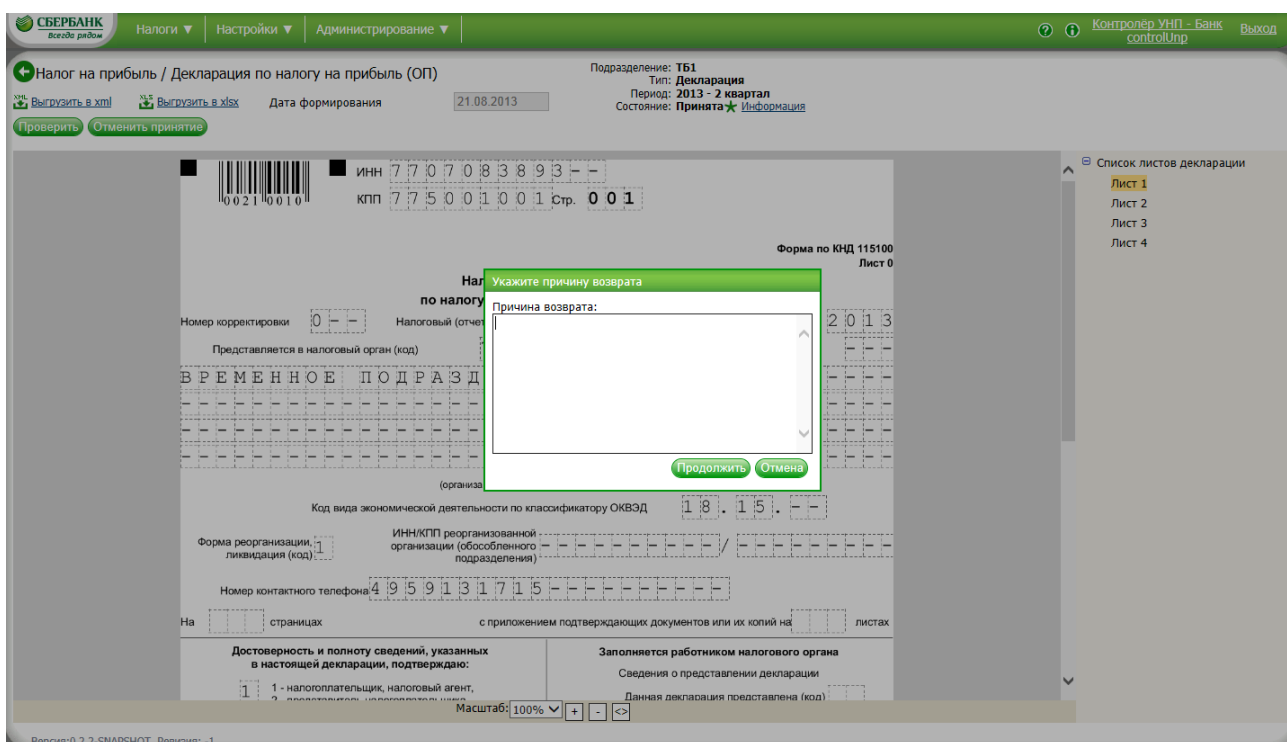 СБЕРБАНК
Всегда рядом
Налоги ▼
Настройки ▼
Администрирование ▼
Контролёр УНП - Банк
controlUnp
Выход
Налог на прибыль / Декларация по налогу на прибыль (ОП)
Подразделение: ТБ1
Тип: Декларация
Период: 2013 - 2 квартал
Состояние: Принята Информация
XML Выгрузить в xml
XLS Выгрузить в xlsx
Дата формирования 21.08.2013
Проверить
Отменить принятие
Список листов декларации
Лист 1
Лист 2
Лист 3
Лист 4
ИНН 7707083893--
0021 0010
КПП 775001001 Стр. 001
Форма по КНД 115100
Лист 0
Нал
по налогу
Укажите причину возврата
Причина возврата:
Продолжить
Отмена
Номер корректировки 0--
Налоговый (отчет
2013
Представляется в налоговый орган (код)
---
ВРЕМЕННОЕ ПОДРАЗД
(организа
Код вида экономической деятельности по классификатору ОКВЭД 18.15.--
Форма реорганизации,
ликвидация (код) 1
ИНН/КПП реорганизованной
организации (обособленного ----------/---------
подразделения)
Номер контактного телефона 4959131715----------
На страницах
с приложением подтверждающих документов или их копий на листах
Достоверность и полноту сведений, указанных
в настоящей декларации, подтверждаю:
1 1 - налогоплательщик, налоговый агент,
Заполняется работником налогового органа
Сведения о представлении декларации
Данная декларация представлена (код)
Масштаб: 100% + - <>
Версия:0.2.2-SNAPSHOT Ревизия: -1